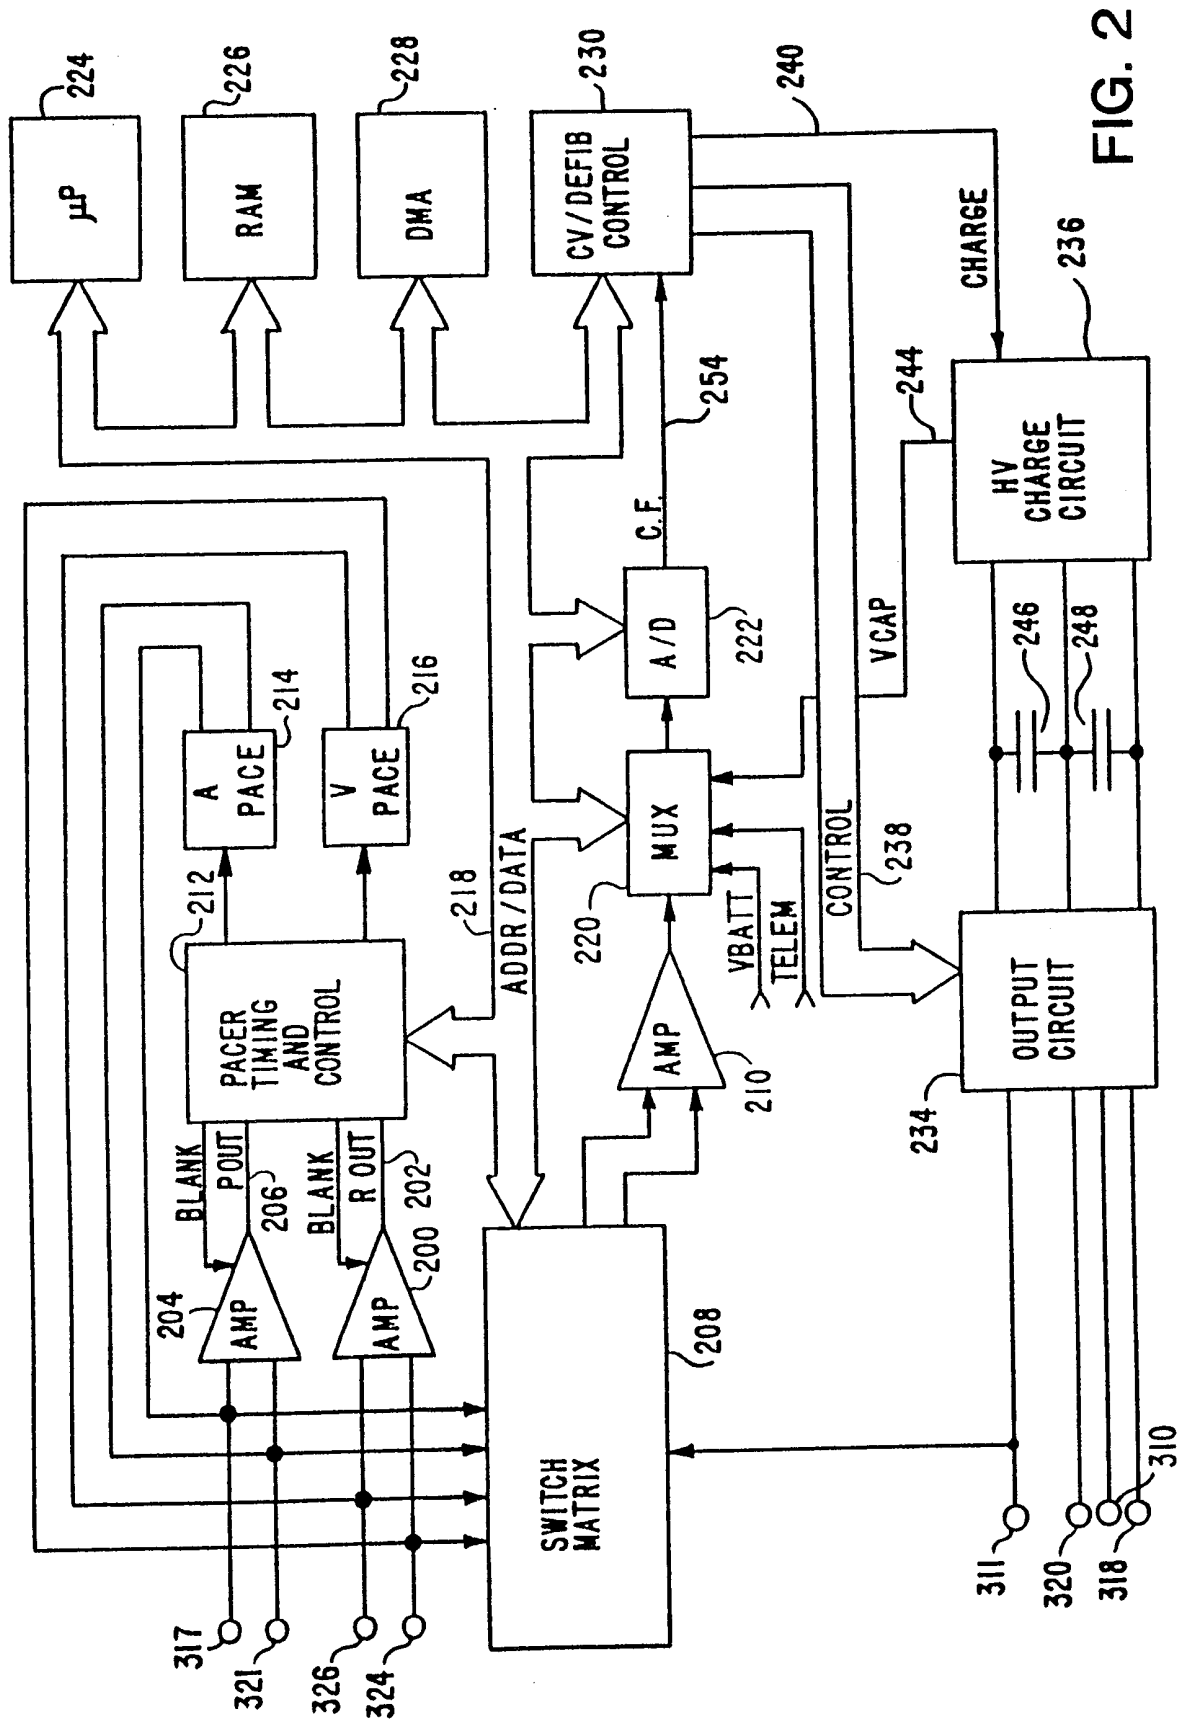 μP
224
RAM
226
DMA
228
CV/DEFIB
CONTROL
230
240
FIG. 2
A
PACE
214
V
PACE
216
212
PACER
TIMING
AND
CONTROL
BLANK
POUT
206
BLANK
R OUT
202
204
AMP
AMP
200
317
321
326
324
218
ADDR/DATA
SWITCH
MATRIX
208
AMP
210
220
MUX
A/D
222
C.F.
254
VBATT
TELEM
CONTROL
238
VCAP
244
CHARGE
236
HV
CHARGE
CIRCUIT
246
248
234
OUTPUT
CIRCUIT
311
320
318
310